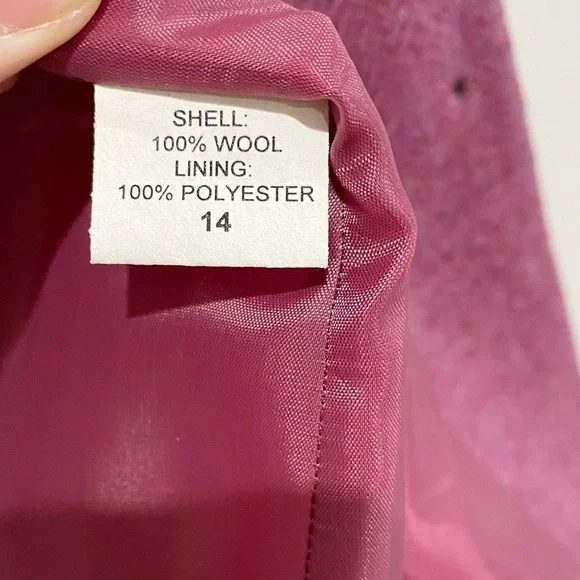 SHELL:
100% WOOL
LINING:
100% POLYESTER
14